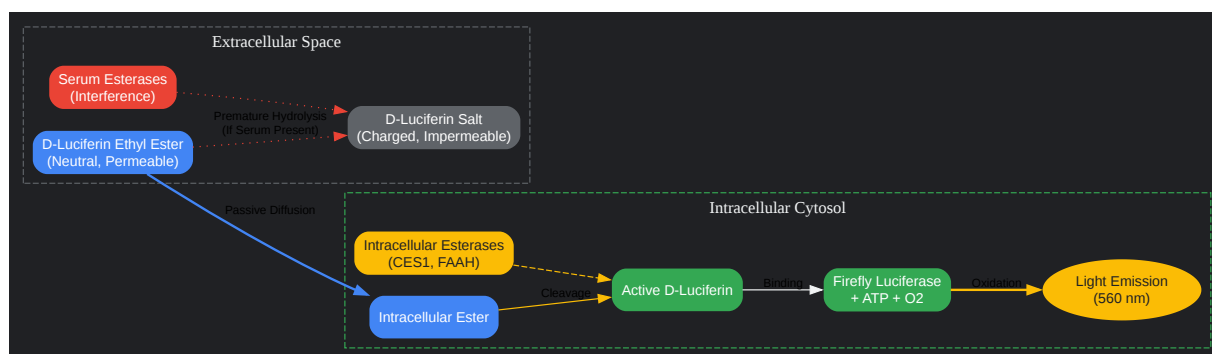 Extracellular Space
Serum Esterases
(Interference)
Premature Hydrolysis
(If Serum Present)
D-Luciferin Salt
(Charged, Impermeable)
D-Luciferin Ethyl Ester
(Neutral, Permeable)
Passive Diffusion
Intracellular Cytosol
Intracellular Esterases
(CES1, FAAH)
Cleavage
Intracellular Ester
Active D-Luciferin
Binding
Firefly Luciferase
+ ATP + O2
Oxidation
Light Emission
(560 nm)